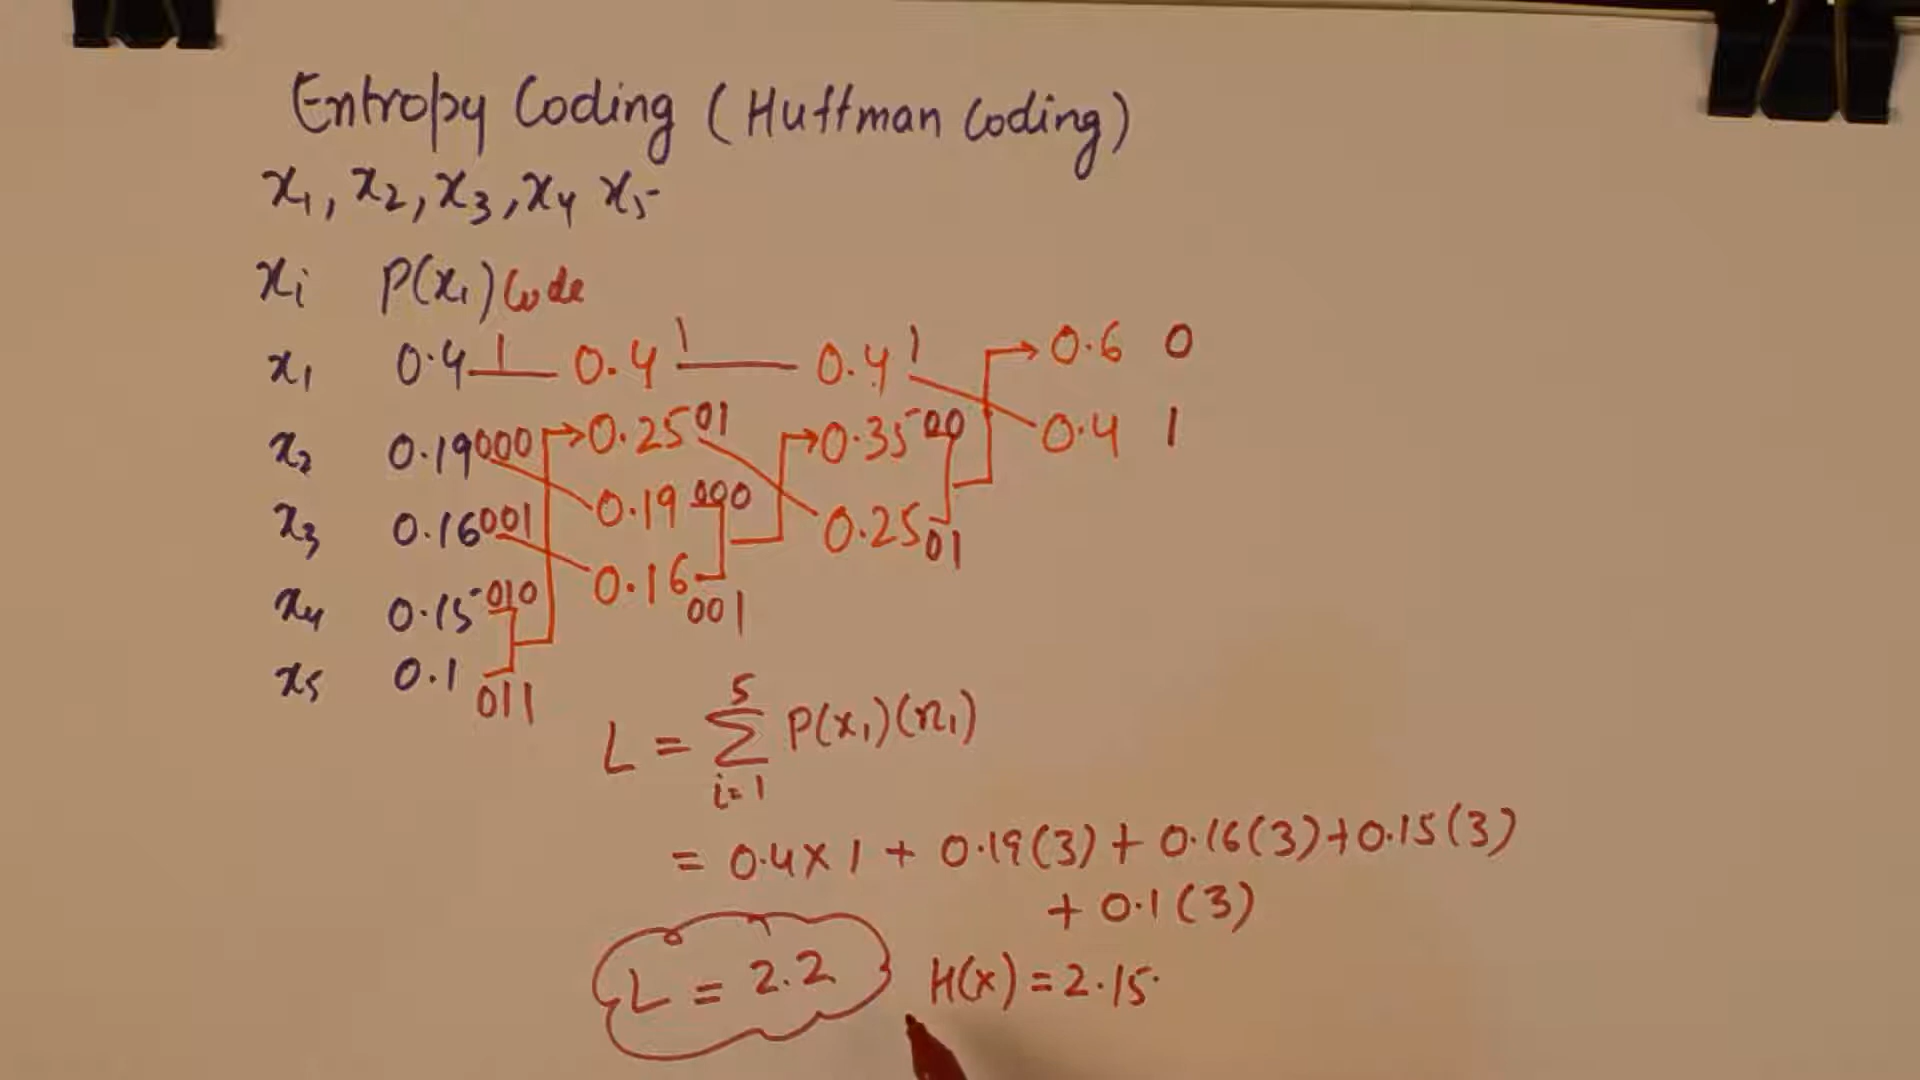 Entropy Coding (Huffman Coding)
x₁, x₂, x₃, x₄ x₅
xᵢ P(x₁) Code
x₁ 0.4 1 0.4 1 0.4 1 0.6 0
x₂ 0.19 000 0.25 01 0.35 00 0.4 1
x₃ 0.16 001 0.19 000 0.25 01
x₄ 0.15 010 0.16 001
x₅ 0.1 011
L = ∑ᵢ₌₁⁵ P(x₁)(n₁)
= 0.4 x 1 + 0.19(3) + 0.16(3) + 0.15(3)
+ 0.1(3)
L = 2.2 H(x) = 2.15